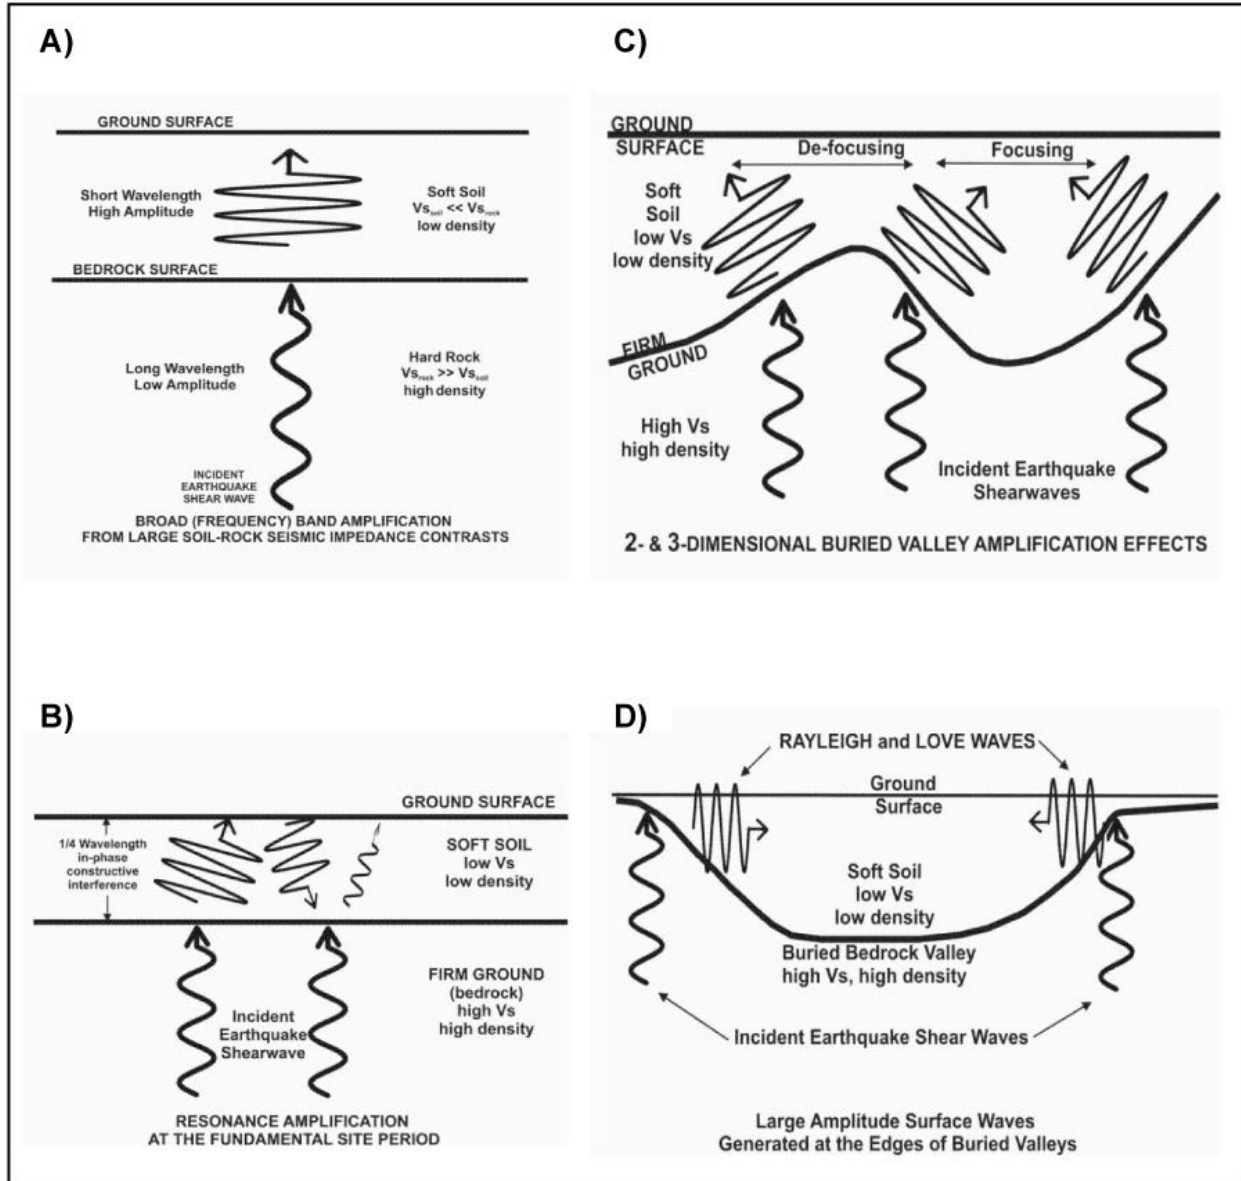 A)
GROUND SURFACE
Short Wavelength
High Amplitude
Soft Soil
Vssoil << Vsrock
low density
BEDROCK SURFACE
Long Wavelength
Low Amplitude
Hard Rock
Vsrock >> Vssoil
high density
INCIDENT
EARTHQUAKE
SHEAR WAVE
BROAD (FREQUENCY) BAND AMPLIFICATION
FROM LARGE SOIL-ROCK SEISMIC IMPEDANCE CONTRASTS
C)
GROUND
SURFACE
De-focusing
Focusing
Soft
Soil
low Vs
low density
FIRM
GROUND
High Vs
high density
Incident Earthquake
Shearwaves
2- & 3-DIMENSIONAL BURIED VALLEY AMPLIFICATION EFFECTS
B)
GROUND SURFACE
1/4 Wavelength
in-phase
constructive
interference
SOFT SOIL
low Vs
low density
FIRM GROUND
(bedrock)
high Vs
high density
Incident
Earthquake
Shearwave
RESONANCE AMPLIFICATION
AT THE FUNDAMENTAL SITE PERIOD
D)
RAYLEIGH and LOVE WAVES
Ground
Surface
Soft Soil
low Vs
low density
Buried Bedrock Valley
high Vs, high density
Incident Earthquake Shear Waves
Large Amplitude Surface Waves
Generated at the Edges of Buried Valleys